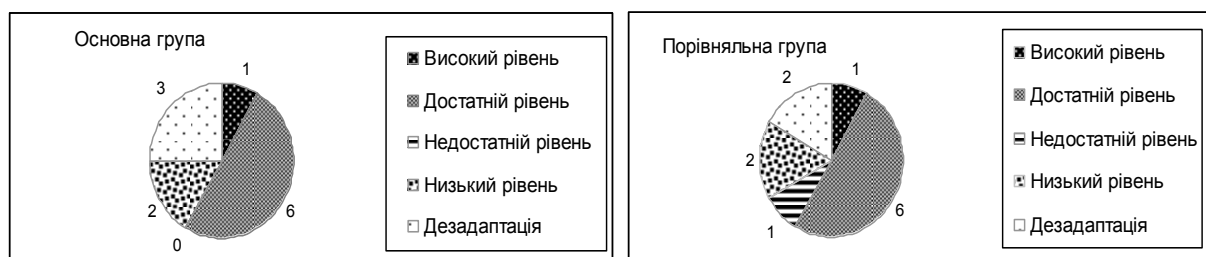 Основна група
3
1
2
0
6
Високий рівень
Достатній рівень
Недостатній рівень
Низький рівень
Дезадаптація
Порівняльна група
2
1
2
1
6
Високий рівень
Достатній рівень
Недостатній рівень
Низький рівень
Дезадаптація